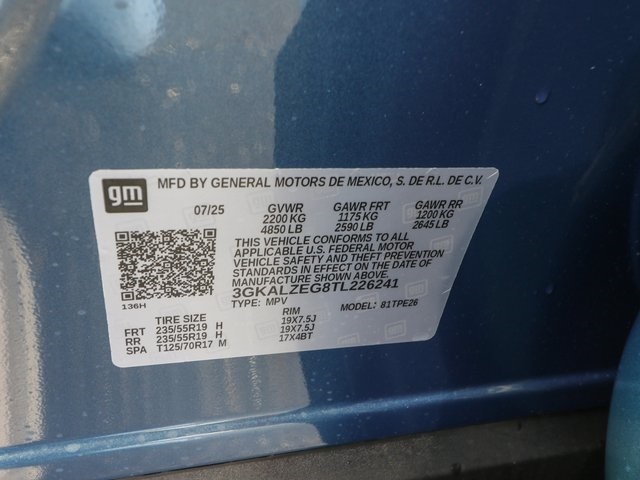 gm MFD BY GENERAL MOTORS DE MEXICO, S. DE R.L. DE C.V.
07/25 GVWR GAWR FRT GAWR RR
2200 KG 1175 KG 1200 KG
4850 LB 2590 LB 2645 LB
THIS VEHICLE CONFORMS TO ALL
APPLICABLE U.S. FEDERAL MOTOR
VEHICLE SAFETY AND THEFT PREVENTION
STANDARDS IN EFFECT ON THE DATE OF
MANUFACTURE SHOWN ABOVE.
3GKALZEG8TL226241
136H TYPE: MPV MODEL: 81TPE26
TIRE SIZE RIM
FRT 235/55R19 H 19X7.5J
RR 235/55R19 H 19X7.5J
SPA T125/70R17 M 17X4BT